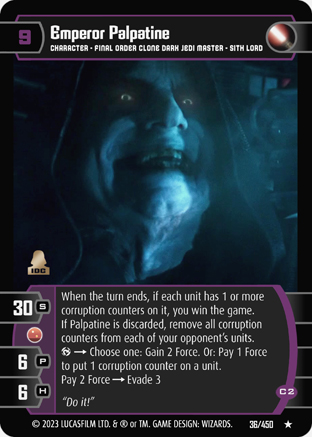 9
Emperor Palpatine
CHARACTER - FINAL ORDER CLONE DARK JEDI MASTER - SITH LORD
IDC
30 S
6 P
6 H
When the turn ends, if each unit has 1 or more
corruption counters on it, you win the game.
If Palpatine is discarded, remove all corruption
counters from each of your opponent's units.
→ Choose one: Gain 2 Force. Or: Pay 1 Force
to put 1 corruption counter on a unit.
Pay 2 Force → Evade 3
"Do it!"
C 2
© 2023 LUCASFILM LTD. & ® or TM. GAME DESIGN: WIZARDS.
36/450 ★